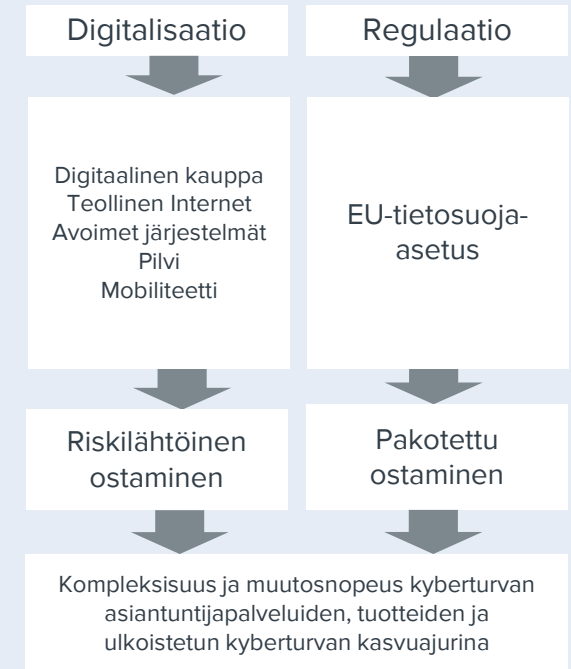 Digitalisaatio
Regulaatio
Digitaalinen kauppa
Teollinen Internet
Avoimet järjestelmät
Pilvi
Mobiliteetti
EU-tietosuoja-
asetus
Riskilähtöinen
ostaminen
Pakotettu
ostaminen
Kompleksisuus ja muutosnopeus kyberturvan
asiantuntijapalveluiden, tuotteiden ja
ulkoistetun kyberturvan kasvuajurina